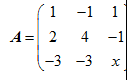 A = ( 1 -1 1
2 4 -1
-3 -3 x )